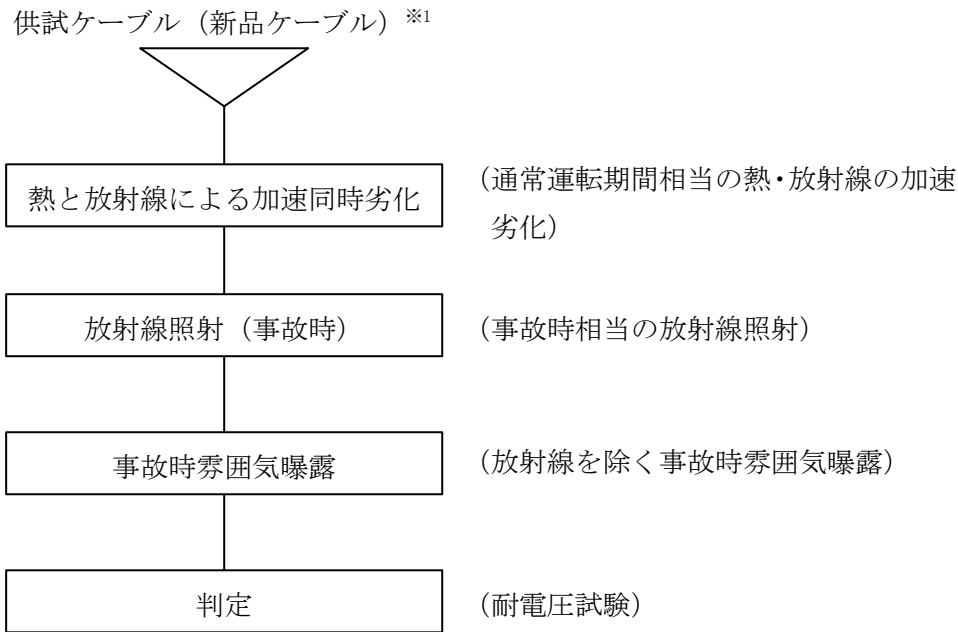 供試ケーブル（新品ケーブル）※1
熱と放射線による加速同時劣化
（通常運転期間相当の熱・放射線の加速
劣化）
放射線照射（事故時）
（事故時相当の放射線照射）
事故時雰囲気曝露
（放射線を除く事故時雰囲気曝露）
判定
（耐電圧試験）